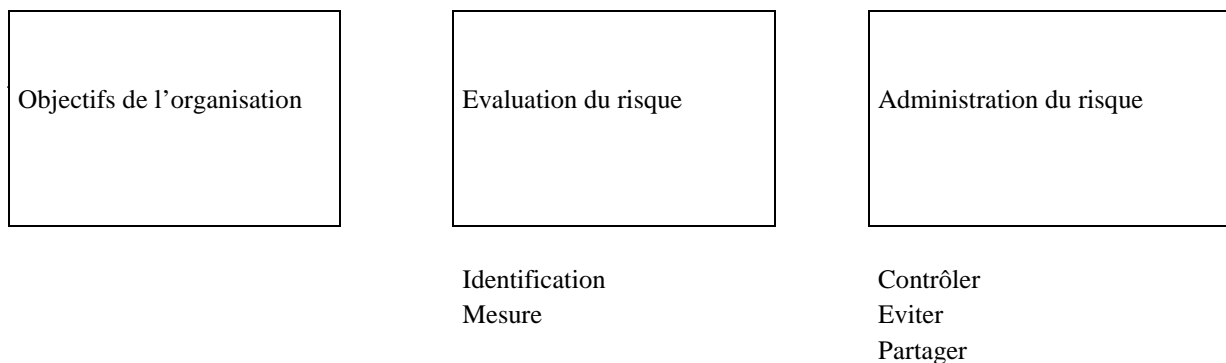 Objectifs de l’organisation
Evaluation du risque
Administration du risque
Identification
Mesure
Contrôler
Eviter
Partager